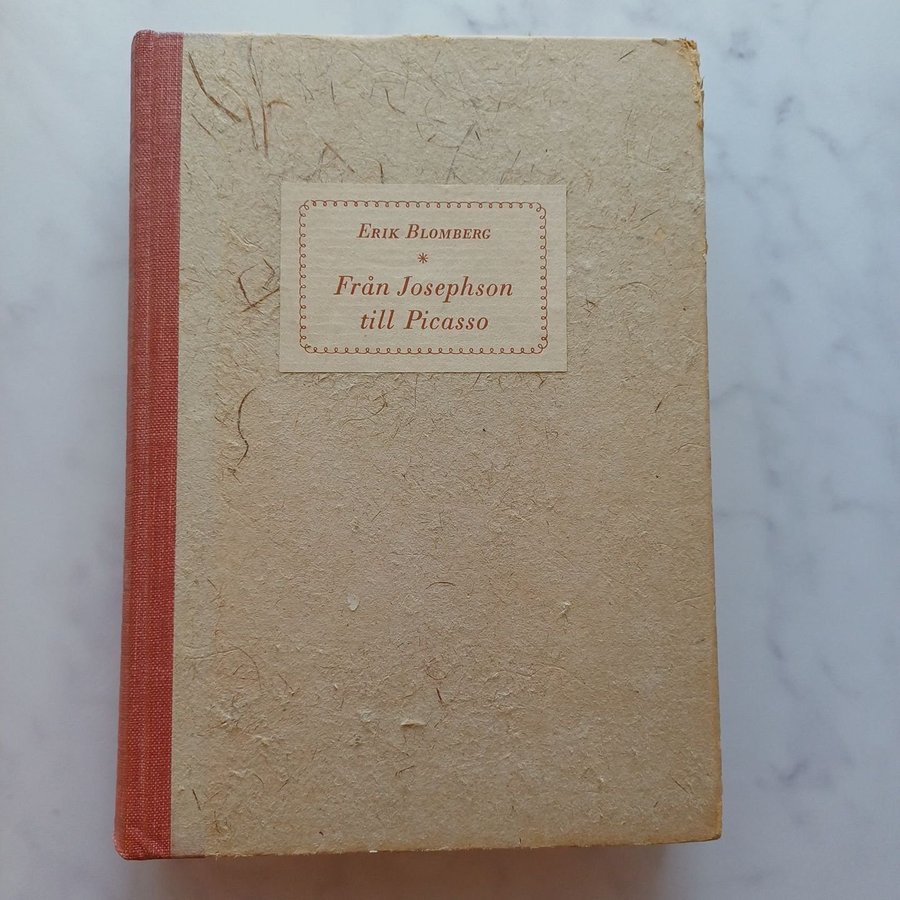 Erik Blomberg
*
Från Josephson
till Picasso